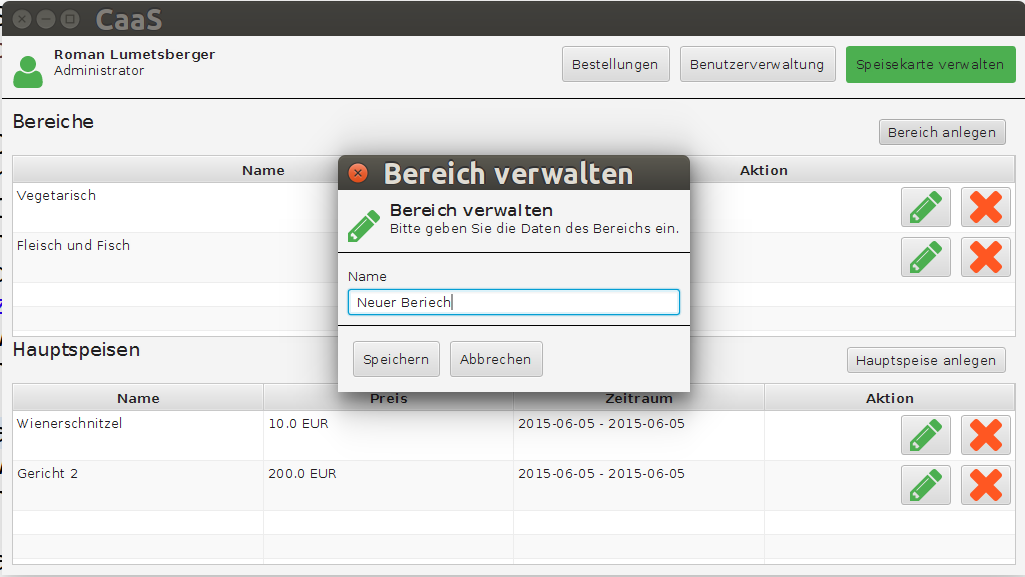 CaaS
Roman Lumetsberger
Administrator
Bestellungen
Benutzerverwaltung
Speisekarte verwalten
Bereiche
Bereich anlegen
Name
Aktion
Vegetarisch
Fleisch und Fisch
Bereich verwalten
Bereich verwalten
Bitte geben Sie die Daten des Bereichs ein.
Name
Neuer Beriech
Speichern
Abbrechen
Hauptspeisen
Hauptspeise anlegen
Name
Preis
Zeitraum
Aktion
Wienerschnitzel
10.0 EUR
2015-06-05 - 2015-06-05
Gericht 2
200.0 EUR
2015-06-05 - 2015-06-05